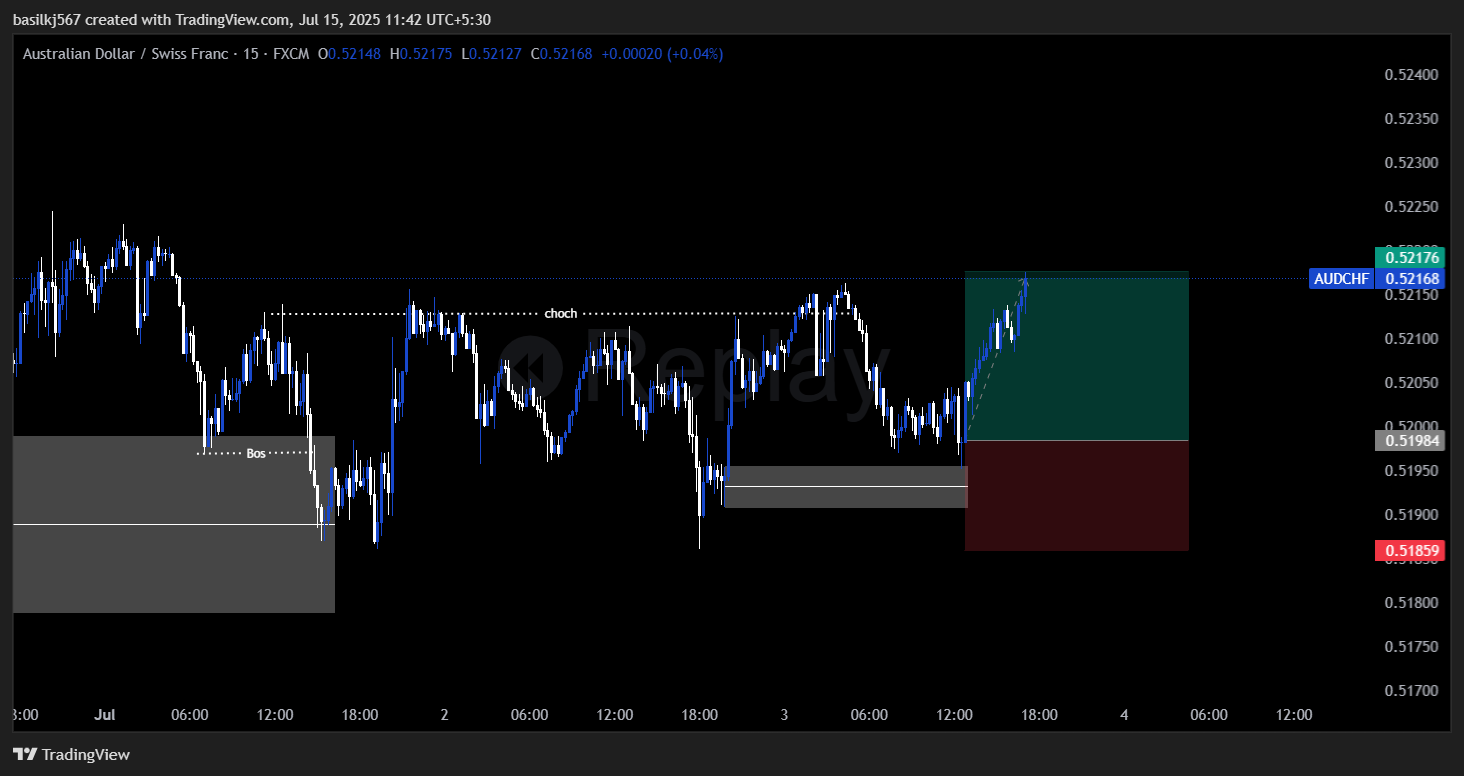 basilkj567 created with TradingView.com, Jul 15, 2025 11:42 UTC+5:30
Australian Dollar / Swiss Franc · 15 · FXCM O0.52148 H0.52175 L0.52127 C0.52168 +0.00020 (+0.04%)
0.52400
0.52350
0.52300
0.52250
0.52176
AUDCHF 0.52168
0.52150
choch
0.52100
Replay
0.52050
0.52000
0.51984
Bos
0.51950
0.51900
0.51859
0.51800
0.51750
0.51700
3:00 Jul 06:00 12:00 18:00 2 06:00 12:00 18:00 3 06:00 12:00 18:00 4 06:00 12:00
TradingView